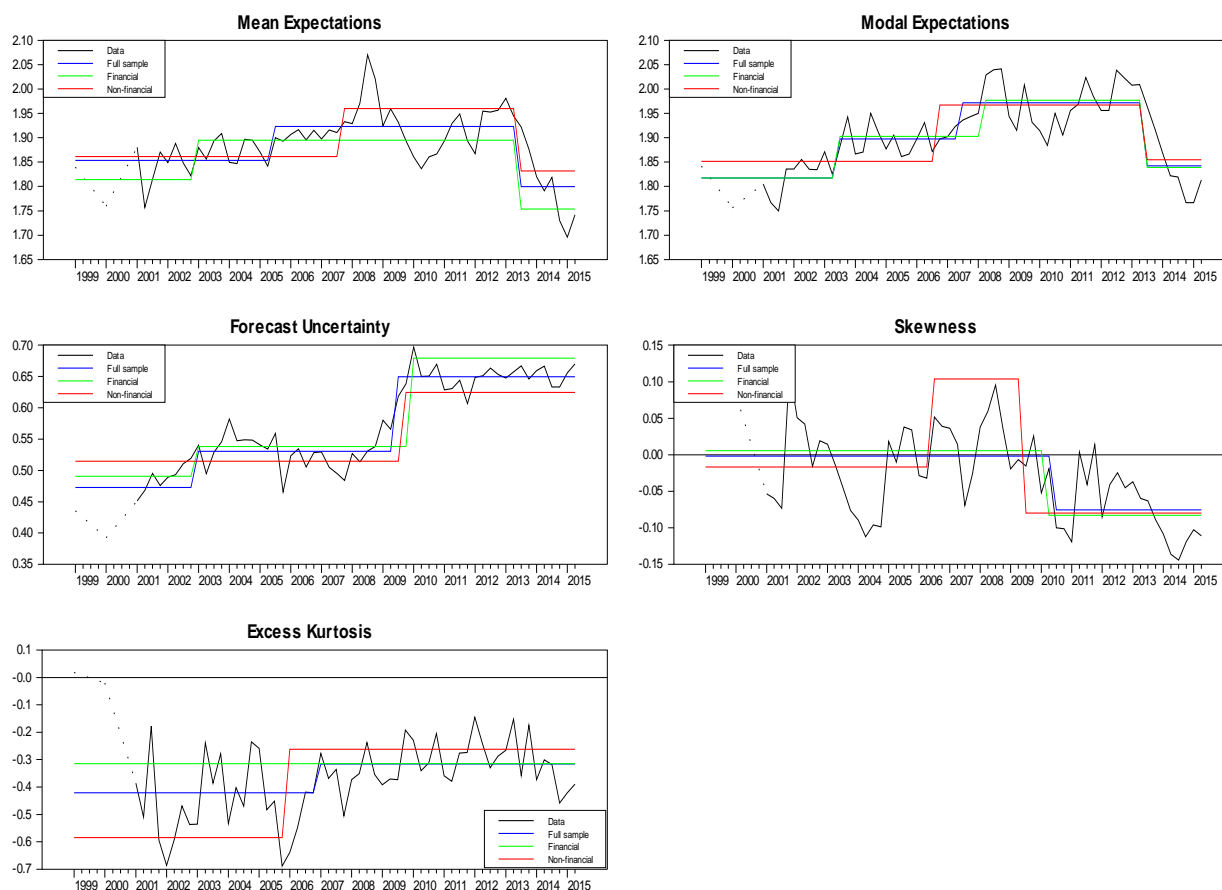 Mean Expectations
2.10
2.05
2.00
1.95
1.90
1.85
1.80
1.75
1.70
1.65
Data
Full sample
Financial
Non-financial
1999 2000 2001 2002 2003 2004 2005 2006 2007 2008 2009 2010 2011 2012 2013 2014 2015
Modal Expectations
2.10
2.05
2.00
1.95
1.90
1.85
1.80
1.75
1.70
1.65
Data
Full sample
Financial
Non-financial
1999 2000 2001 2002 2003 2004 2005 2006 2007 2008 2009 2010 2011 2012 2013 2014 2015
Forecast Uncertainty
0.70
0.65
0.60
0.55
0.50
0.45
0.40
0.35
Data
Full sample
Financial
Non-financial
1999 2000 2001 2002 2003 2004 2005 2006 2007 2008 2009 2010 2011 2012 2013 2014 2015
Skewness
0.15
0.10
0.05
0.00
-0.05
-0.10
-0.15
Data
Full sample
Financial
Non-financial
1999 2000 2001 2002 2003 2004 2005 2006 2007 2008 2009 2010 2011 2012 2013 2014 2015
Excess Kurtosis
0.1
-0.0
-0.1
-0.2
-0.3
-0.4
-0.5
-0.6
-0.7
Data
Full sample
Financial
Non-financial
1999 2000 2001 2002 2003 2004 2005 2006 2007 2008 2009 2010 2011 2012 2013 2014 2015